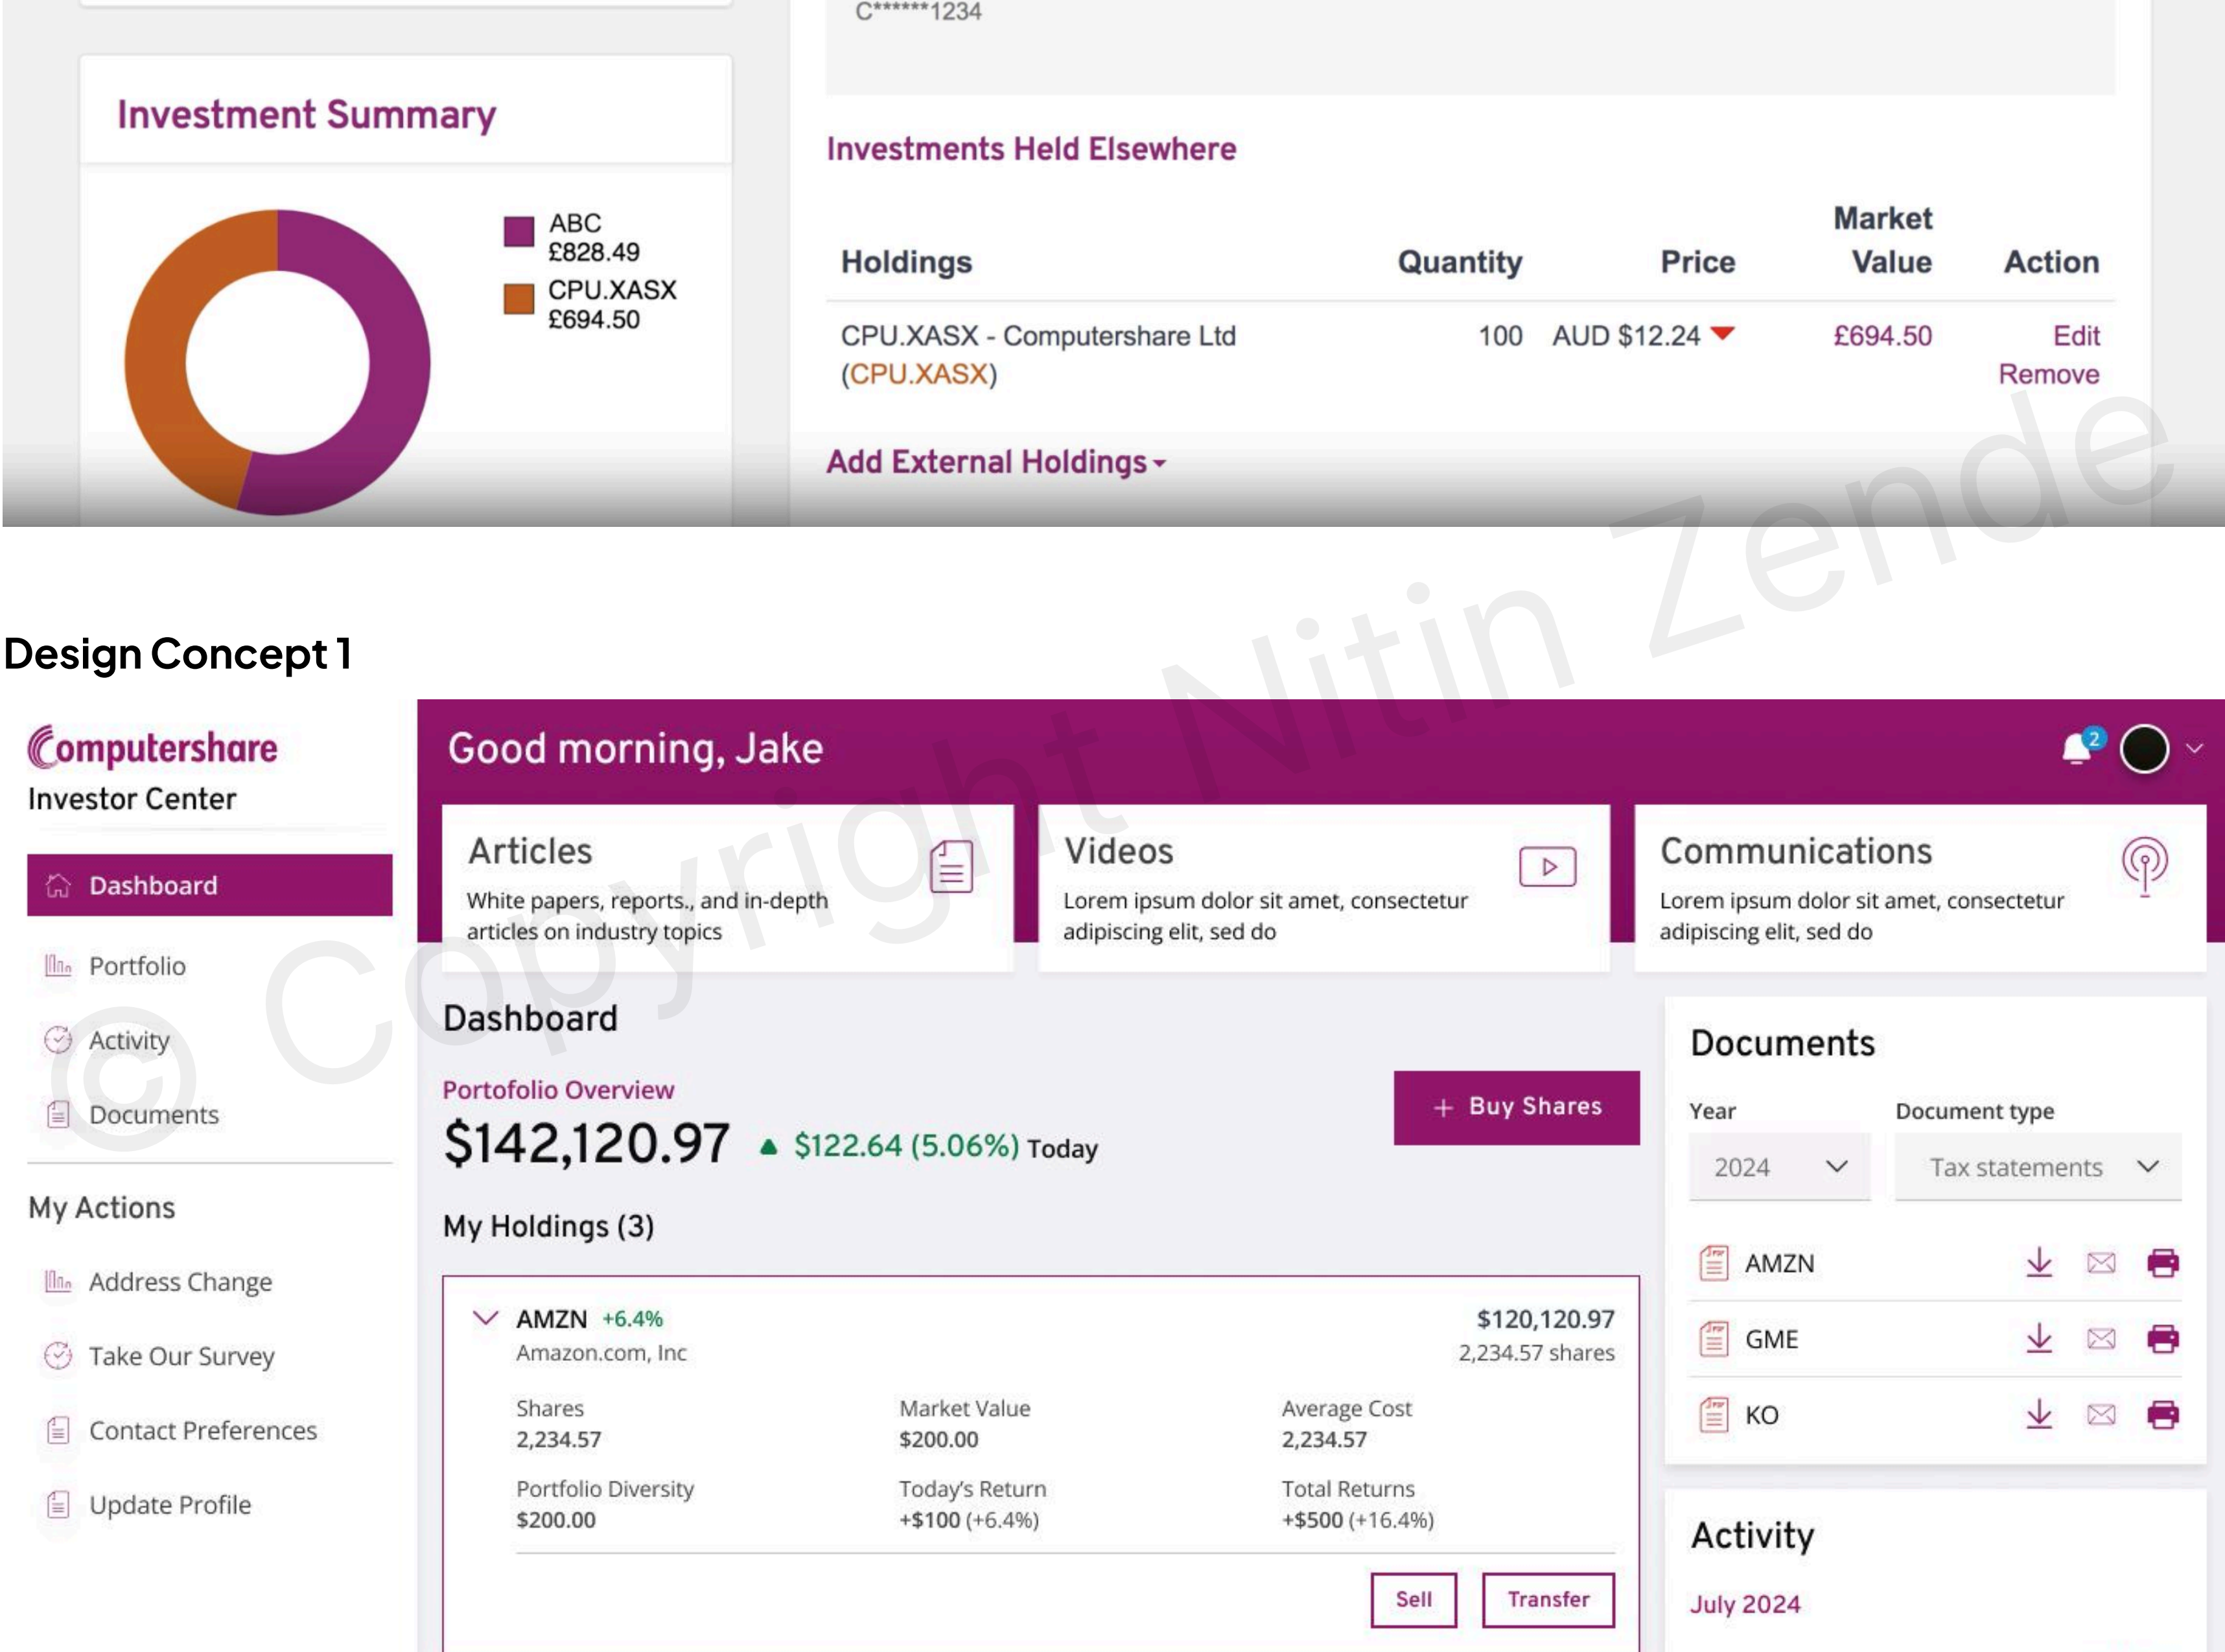 C******1234
Investment Summary
ABC
£828.49
CPU.XASX
£694.50
Investments Held Elsewhere
Market
Holdings Quantity Price Value Action
CPU.XASX - Computershare Ltd 100 AUD $12.24 £694.50 Edit
(CPU.XASX) Remove
Add External Holdings
Design Concept 1
Computershare
Investor Center
Dashboard
Portfolio
Activity
Documents
My Actions
Address Change
Take Our Survey
Contact Preferences
Update Profile
Good morning, Jake
2
Articles
White papers, reports., and in-depth
articles on industry topics
Videos
Lorem ipsum dolor sit amet, consectetur
adipiscing elit, sed do
Communications
Lorem ipsum dolor sit amet, consectetur
adipiscing elit, sed do
Dashboard
Portofolio Overview
$142,120.97 ▲ $122.64 (5.06%) Today
+ Buy Shares
My Holdings (3)
AMZN +6.4% $120,120.97
Amazon.com, Inc 2,234.57 shares
Shares Market Value Average Cost
2,234.57 $200.00 2,234.57
Portfolio Diversity Today's Return Total Returns
$200.00 +$100 (+6.4%) +$500 (+16.4%)
Sell Transfer
Documents
Year Document type
2024 Tax statements
PDF AMZN
PDF GME
PDF KO
Activity
July 2024
© Copyright Nitin Zende